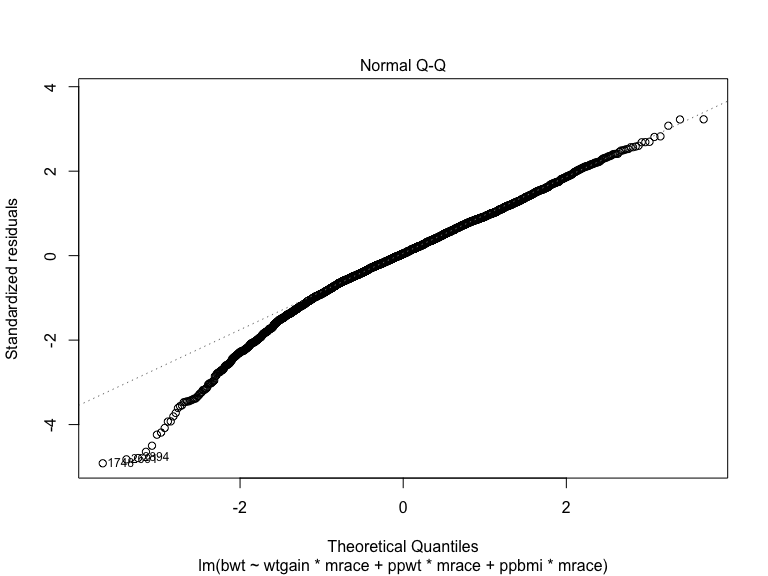 Normal Q-Q
Standardized residuals
4
2
0
-2
-4
-2
0
2
Theoretical Quantiles
lm(bwt ~ wtgain * mrace + ppwt * mrace + ppbmi * mrace)